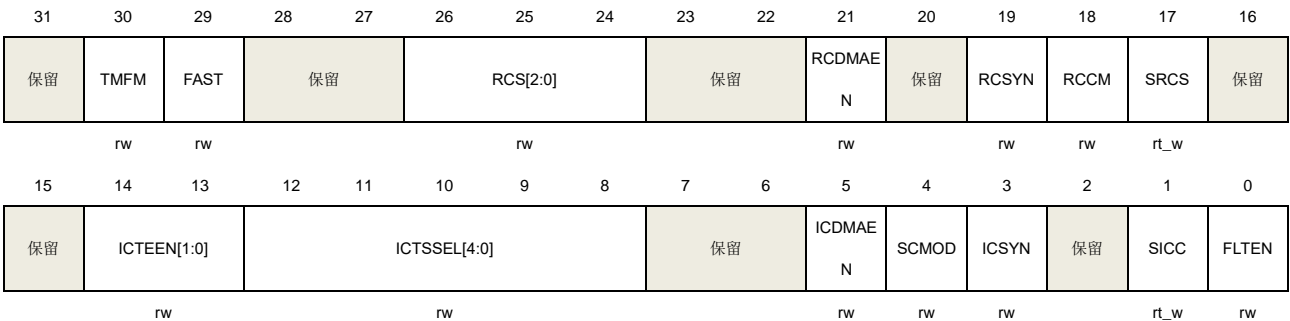 31 30 29 28 27 26 25 24 23 22 21 20 19 18 17 16
保留 TMFM FAST 保留 RCS[2:0] 保留 RCDMAE 保留 RCSYN RCCM SRCS 保留
N
rw rw rw rw rw rw rt_w
15 14 13 12 11 10 9 8 7 6 5 4 3 2 1 0
保留 ICTEEN[1:0] ICTSSEL[4:0] 保留 ICDMAE SCMOD ICSYN 保留 SICC FLTEN
N
rw rw rw rw rw rt_w rw